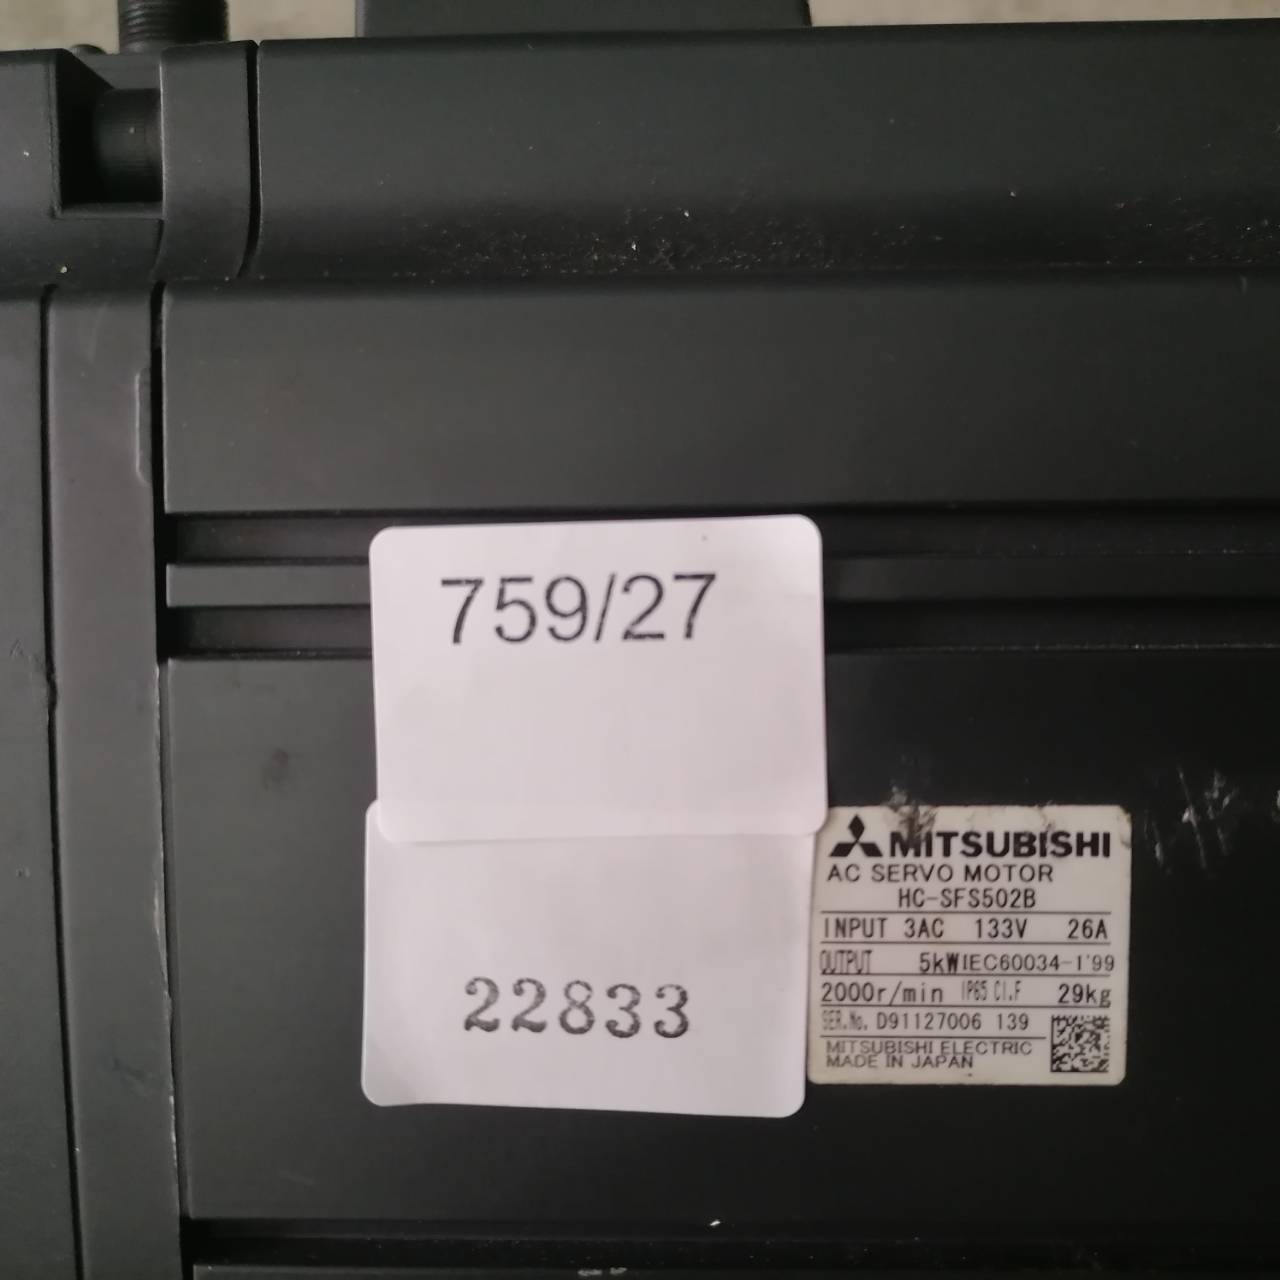 759/27
22833
MITSUBISHI
AC SERVO MOTOR
HC-SFS502B
INPUT 3AC 133V 26A
OUTPUT 5kW IEC60034-1'99
2000r/min IP65 Cl.F 29kg
SER.No. D91127006 139
MITSUBISHI ELECTRIC
MADE IN JAPAN